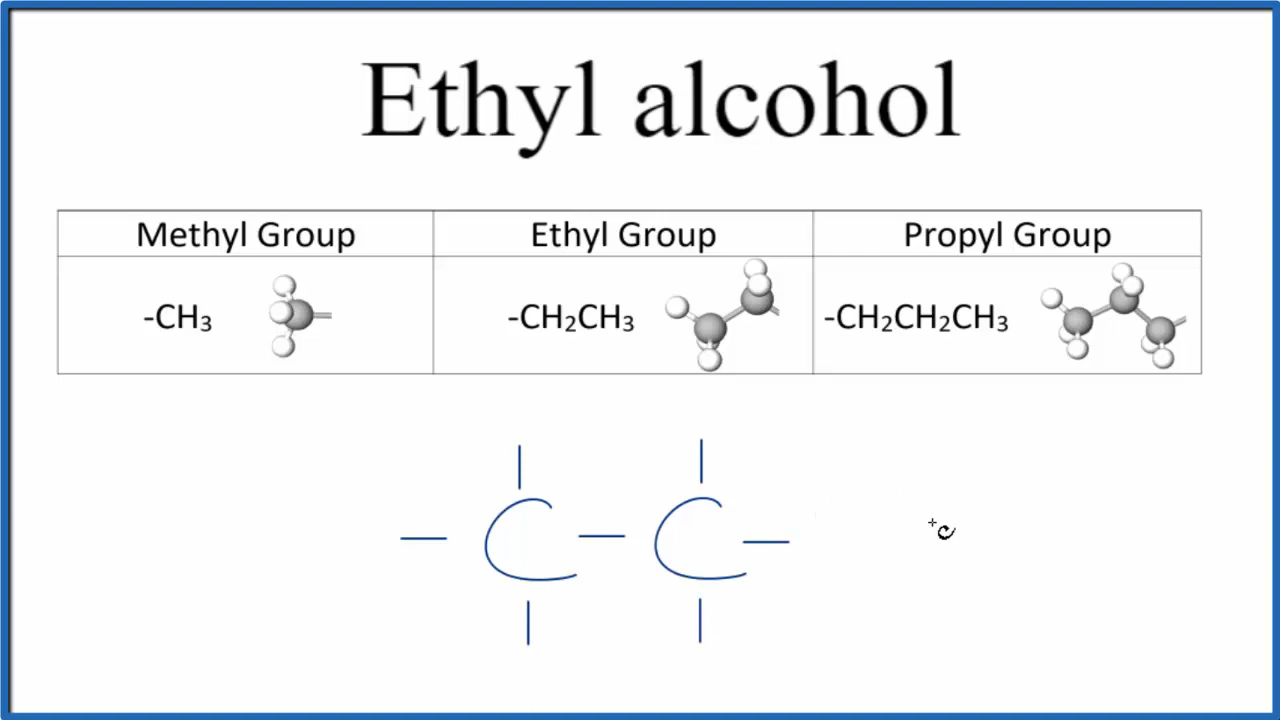 Ethyl alcohol
Methyl Group Ethyl Group Propyl Group
-CH₃ -CH₂CH₃ -CH₂CH₂CH₃
C C